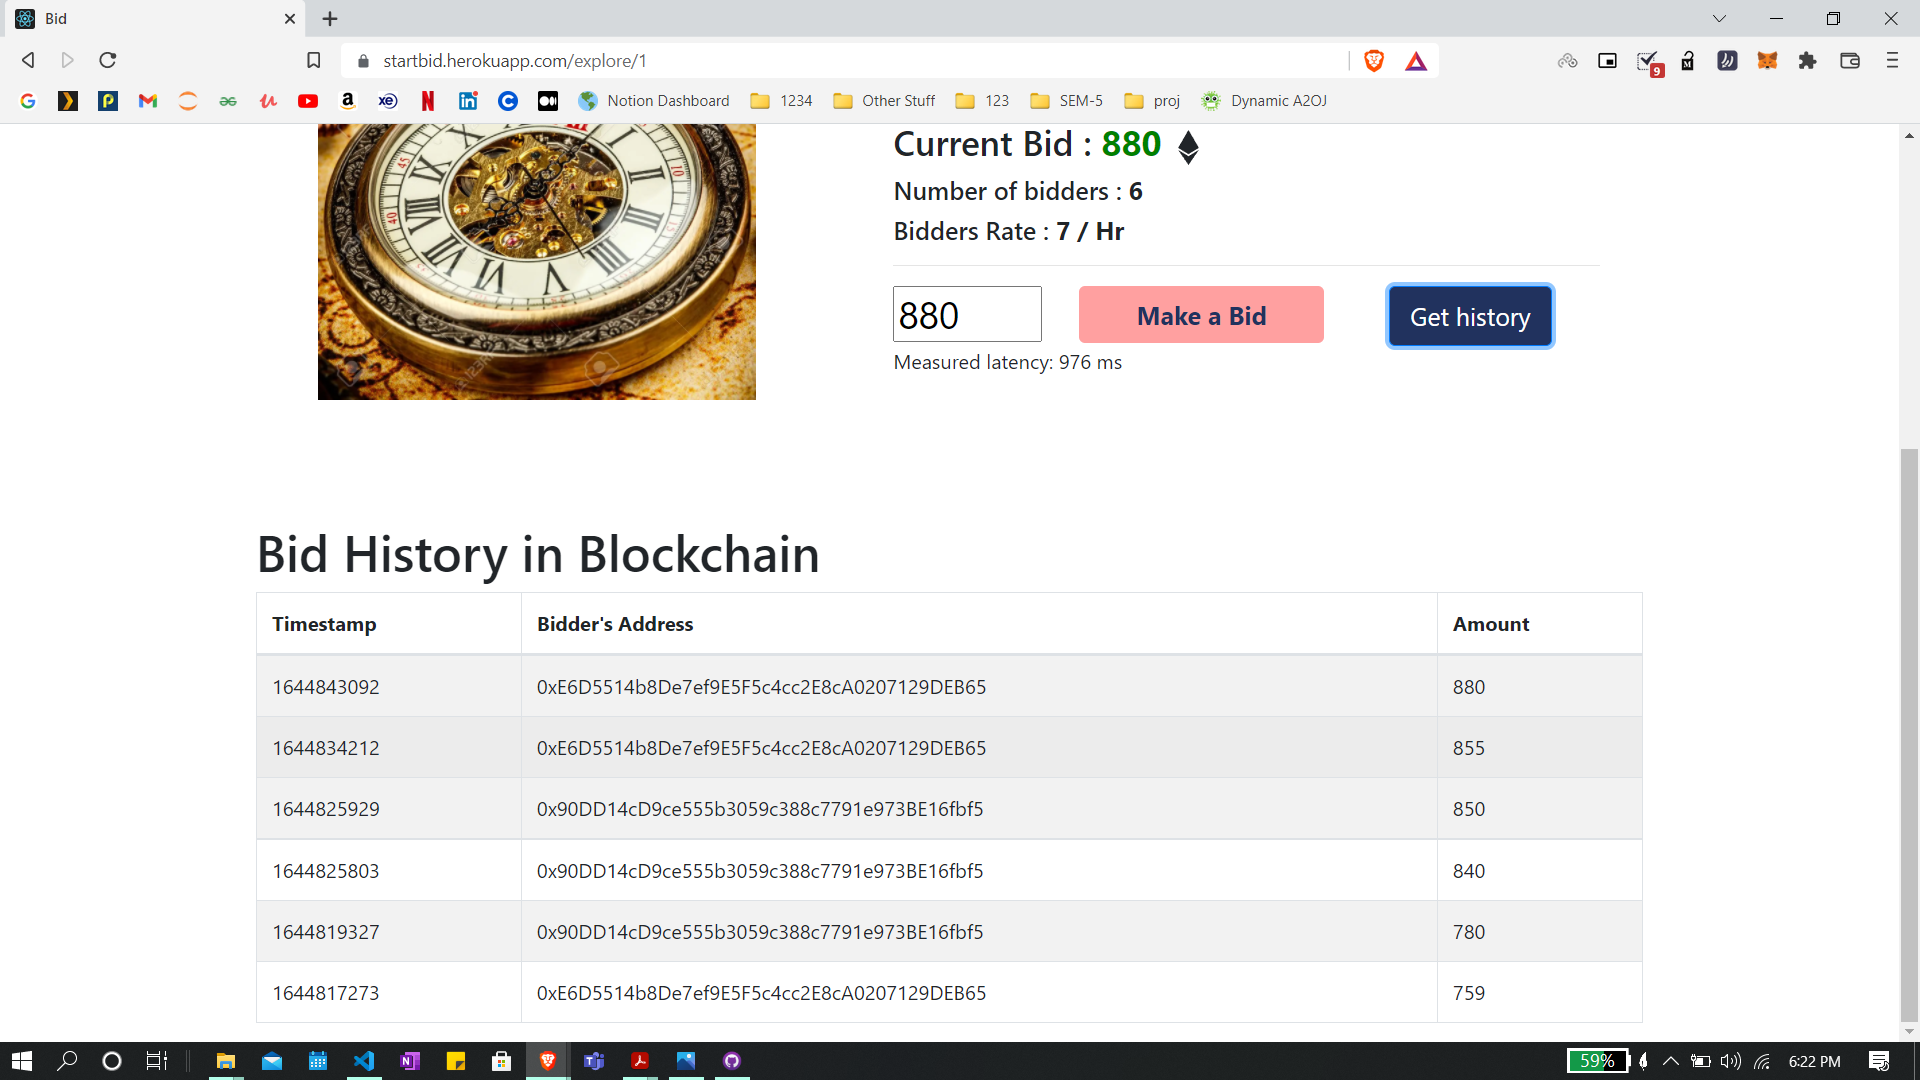 Bid
startbid.herokuapp.com/explore/1
9
Notion Dashboard
1234
Other Stuff
123
SEM-5
proj
Dynamic A2OJ
Current Bid : 880
Number of bidders : 6
Bidders Rate : 7 / Hr
880
Make a Bid
Get history
Measured latency: 976 ms
Bid History in Blockchain
Timestamp Bidder's Address Amount
1644843092 0xE6D5514b8De7ef9E5F5c4cc2E8cA0207129DEB65 880
1644834212 0xE6D5514b8De7ef9E5F5c4cc2E8cA0207129DEB65 855
1644825929 0x90DD14cD9ce555b3059c388c7791e973BE16fbf5 850
1644825803 0x90DD14cD9ce555b3059c388c7791e973BE16fbf5 840
1644819327 0x90DD14cD9ce555b3059c388c7791e973BE16fbf5 780
1644817273 0xE6D5514b8De7ef9E5F5c4cc2E8cA0207129DEB65 759
59%
6:22 PM